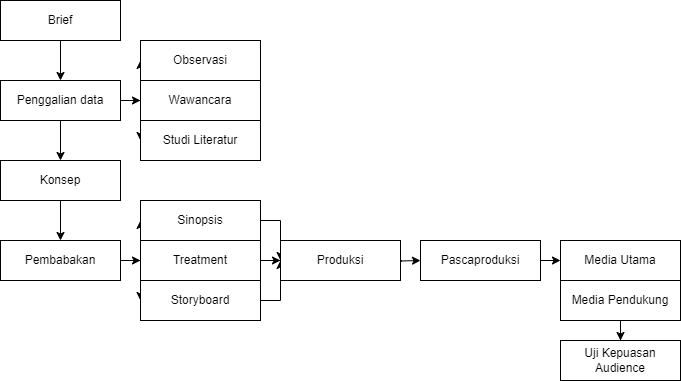 Brief
Penggalian data
Observasi
Wawancara
Studi Literatur
Konsep
Pembabakan
Sinopsis
Treatment
Storyboard
Produksi
Pascaproduksi
Media Utama
Media Pendukung
Uji Kepuasan
Audience